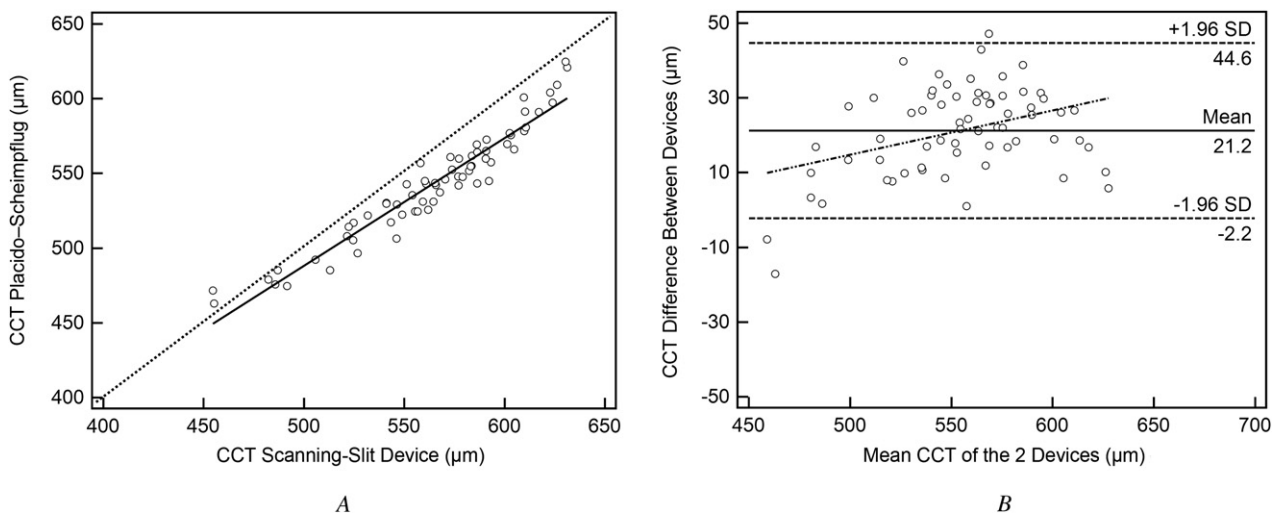 650
600
550
500
450
400
CCT Placido–Scheimpflug (µm)
400 450 500 550 600 650
CCT Scanning-Slit Device (µm)
A
50
30
10
-10
-30
-50
CCT Difference Between Devices (µm)
+1.96 SD
44.6
Mean
21.2
-1.96 SD
-2.2
450 500 550 600 650 700
Mean CCT of the 2 Devices (µm)
B